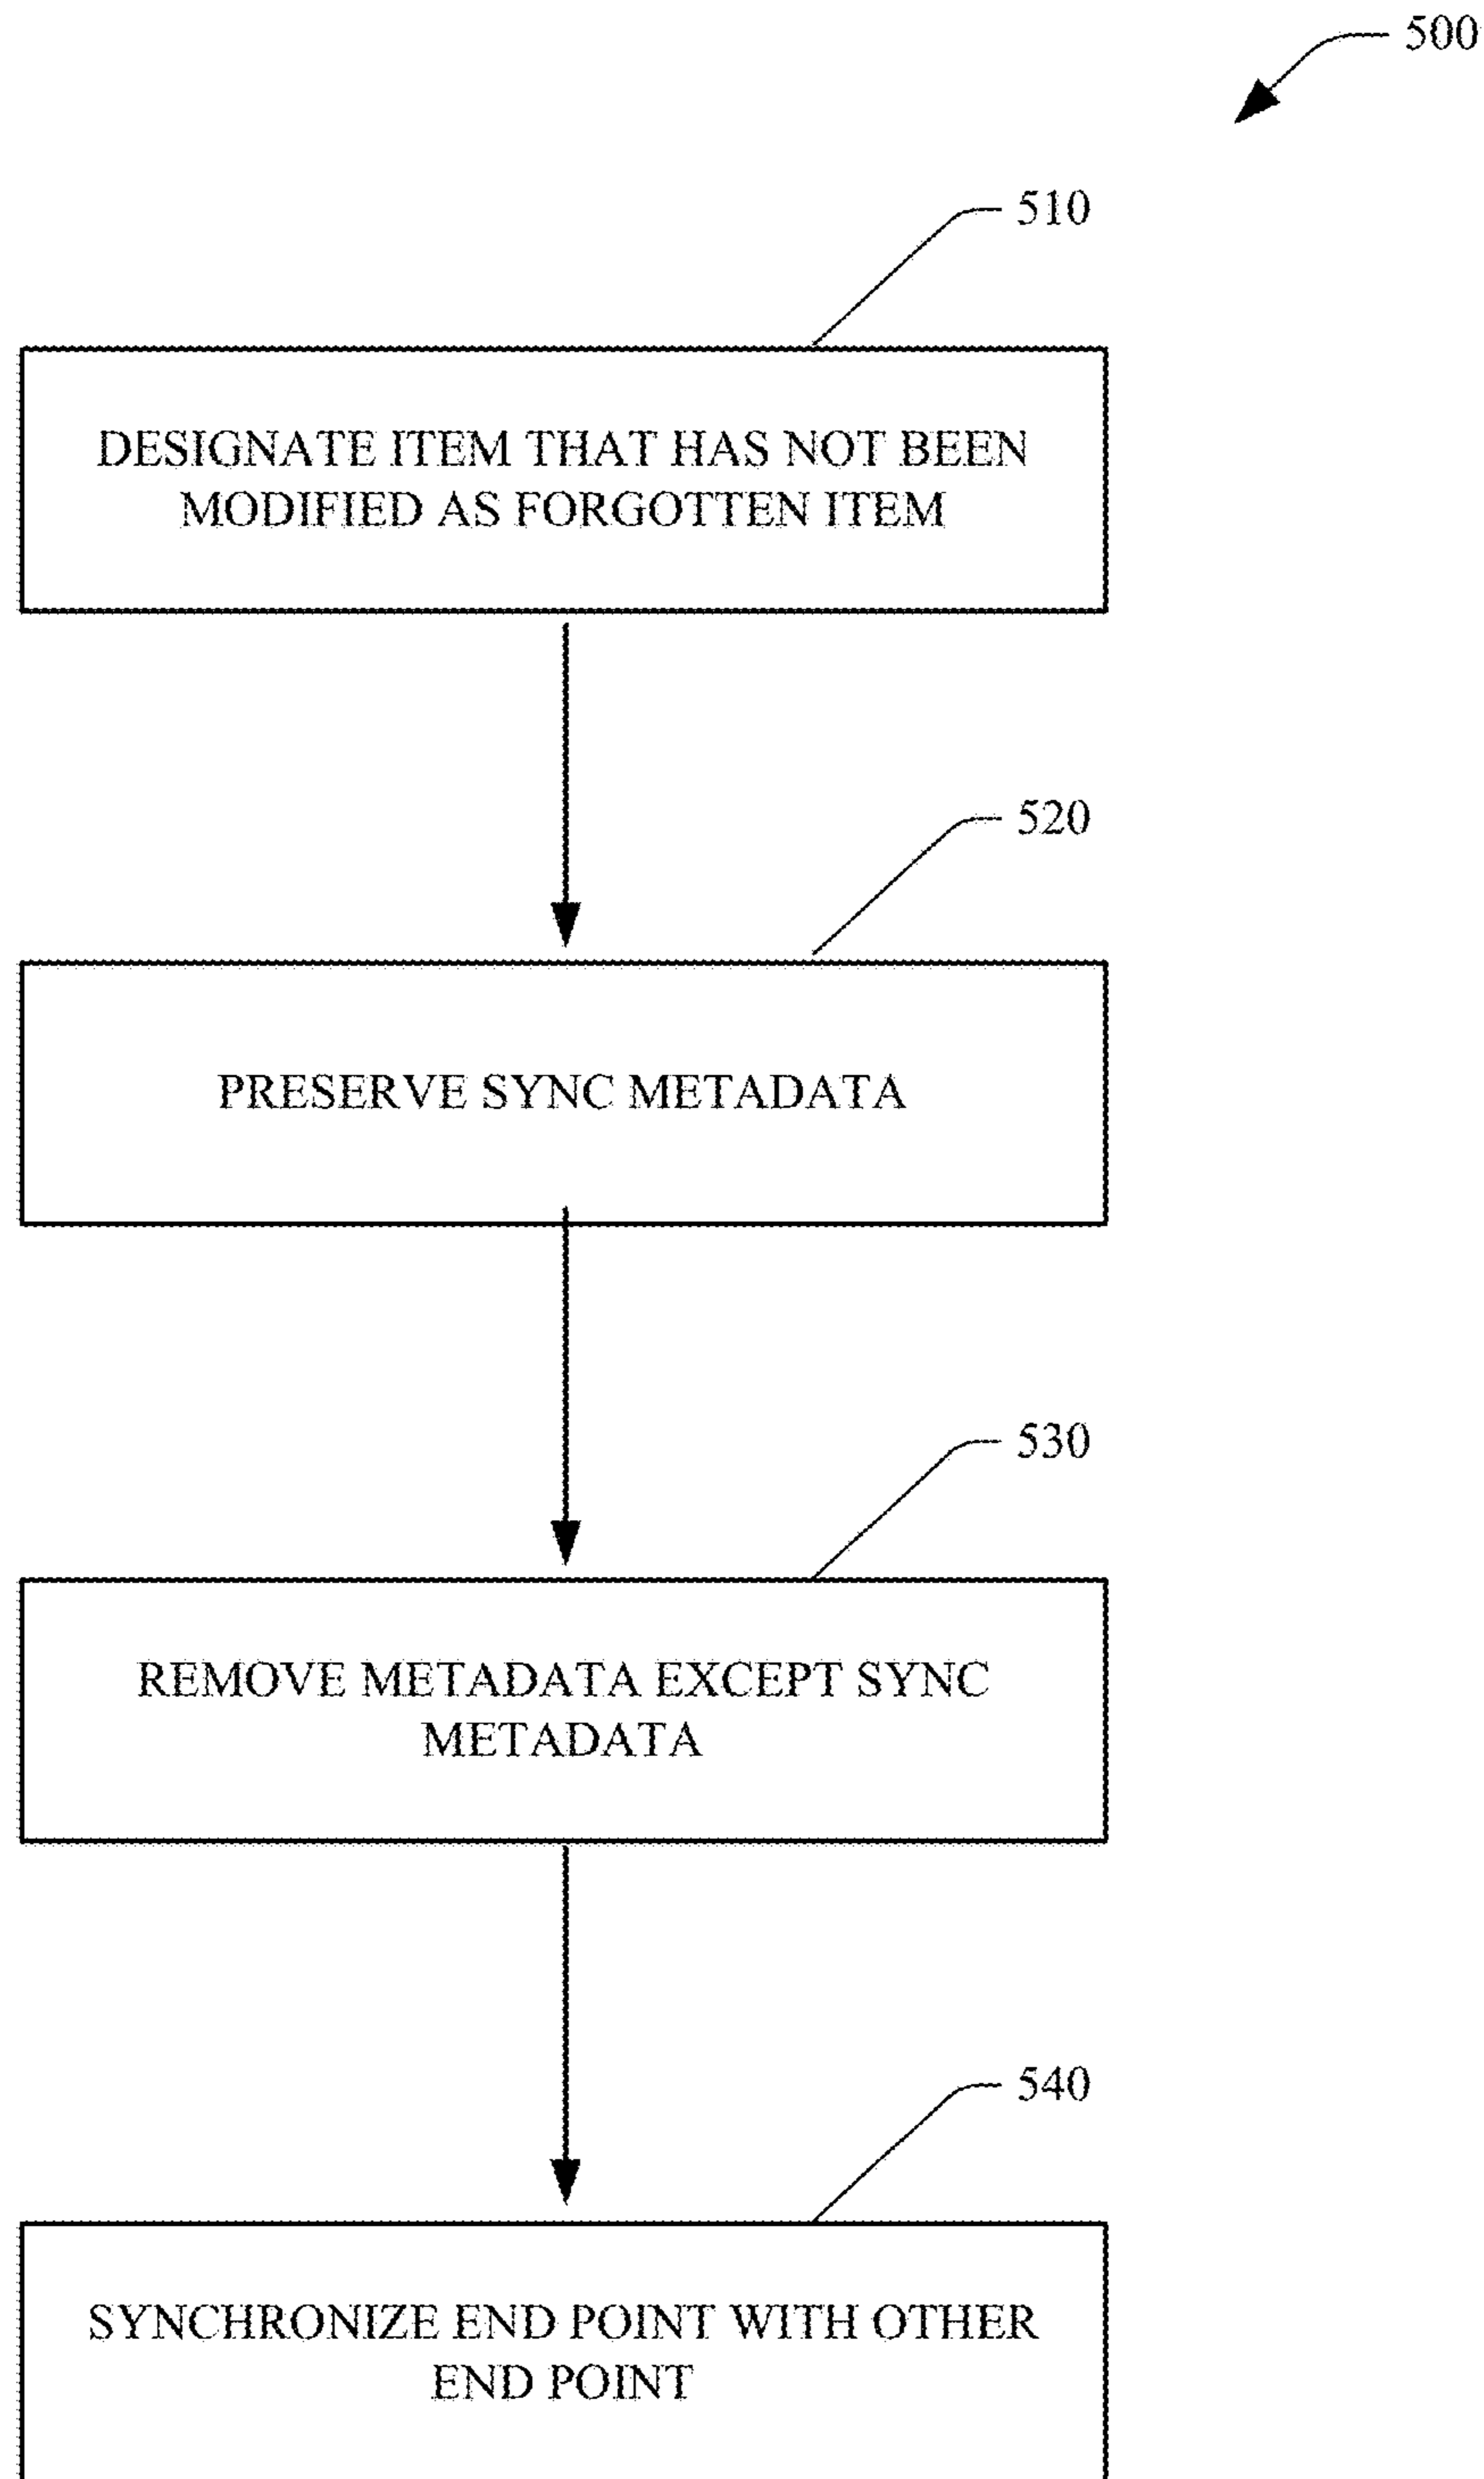 500
510
DESIGNATE ITEM THAT HAS NOT BEEN
MODIFIED AS FORGOTTEN ITEM
520
PRESERVE SYNC METADATA
530
REMOVE METADATA EXCEPT SYNC
METADATA
540
SYNCHRONIZE END POINT WITH OTHER
END POINT